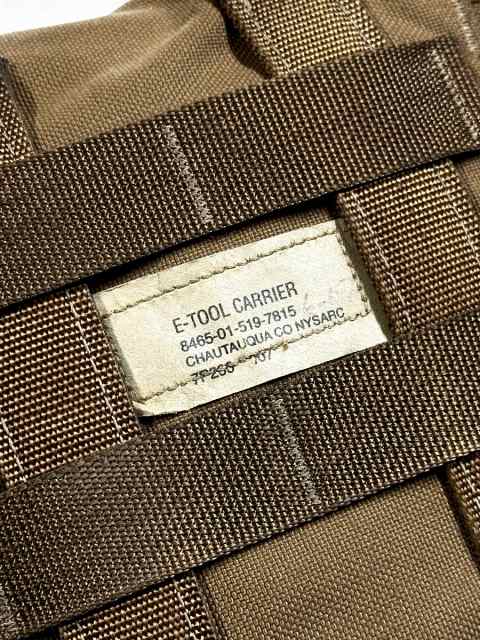 E-TOOL CARRIER
8465-01-519-7815
CHAUTAUQUA CO NYSARC